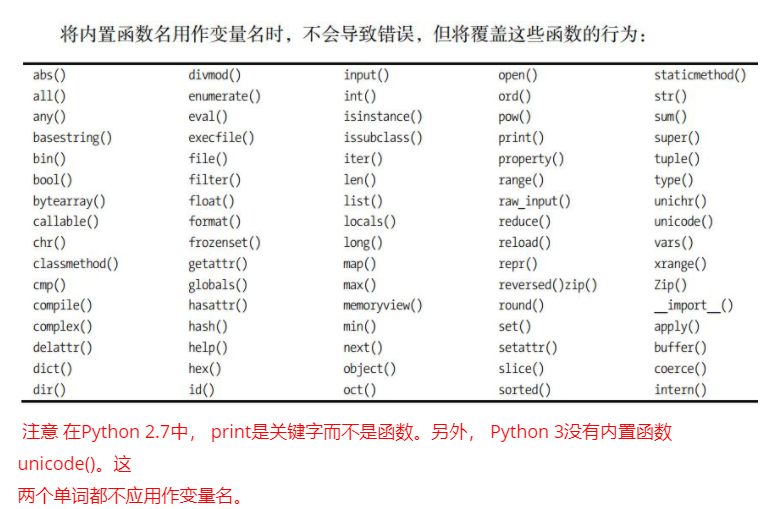 将内置函数名用作变量名时，不会导致错误，但将覆盖这些函数的行为：
abs() divmod() input() open() staticmethod()
all() enumerate() int() ord() str()
any() eval() isinstance() pow() sum()
basestring() execfile() issubclass() print() super()
bin() file() iter() property() tuple()
bool() filter() len() range() type()
bytearray() float() list() raw_input() unichr()
callable() format() locals() reduce() unicode()
chr() frozenset() long() reload() vars()
classmethod() getattr() map() repr() xrange()
cmp() globals() max() reversed()zip() Zip()
compile() hasattr() memoryview() round() __import__()
complex() hash() min() set() apply()
delattr() help() next() setattr() buffer()
dict() hex() object() slice() coerce()
dir() id() oct() sorted() intern()
注意 在Python 2.7中， print是关键字而不是函数。另外， Python 3没有内置函数
unicode()。这
两个单词都不应用作变量名。